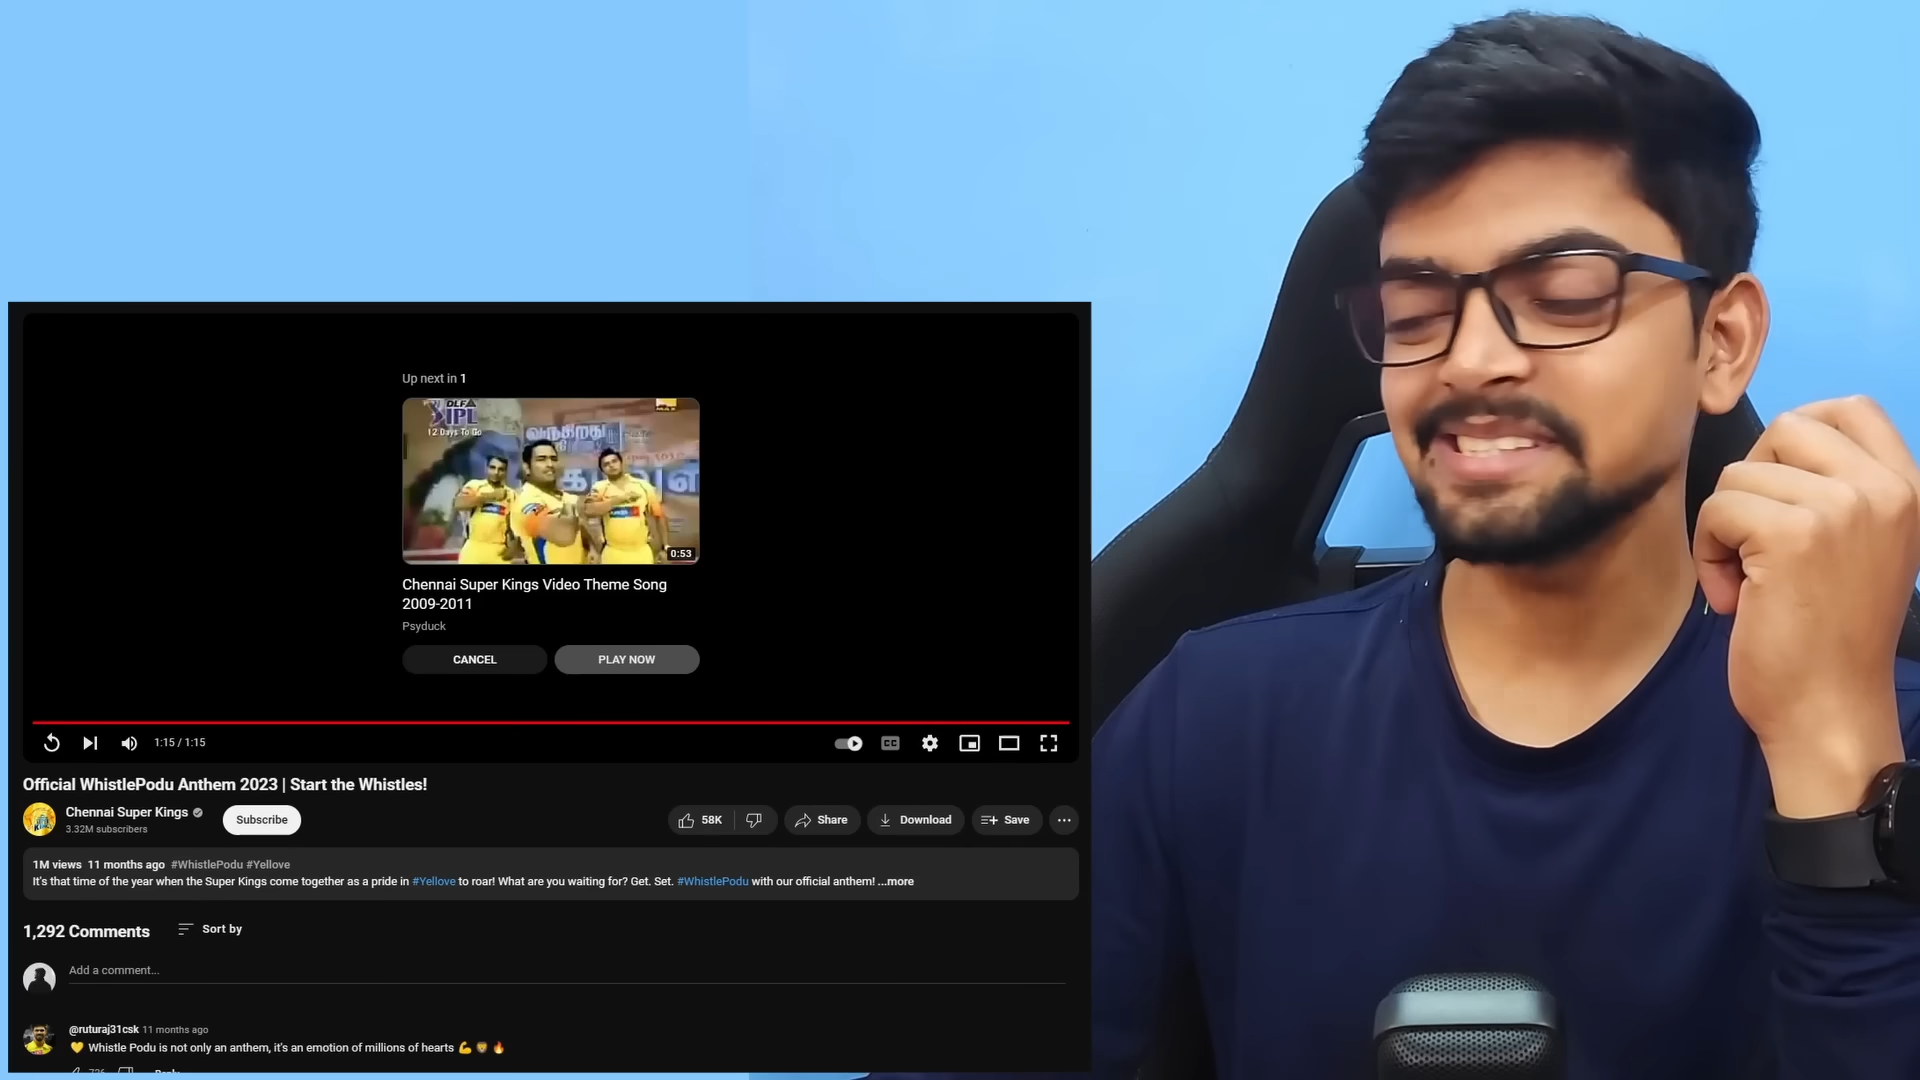 Up next in 1
DLF
IPL
12 Days To Go
வருகிறது
0:53
Chennai Super Kings Video Theme Song
2009-2011
Psyduck
CANCEL
PLAY NOW
1:15 / 1:15
CC
Official WhistlePodu Anthem 2023 | Start the Whistles!
Chennai Super Kings
3.32M subscribers
Subscribe
58K
Share
Download
Save
1M views 11 months ago #WhistlePodu #Yellove
It's that time of the year when the Super Kings come together as a pride in #Yellove to roar! What are you waiting for? Get. Set. #WhistlePodu with our official anthem! ...more
1,292 Comments
Sort by
Add a comment...
@ruturaj31csk 11 months ago
💛 Whistle Podu is not only an anthem, it's an emotion of millions of hearts 💪 🦁 🔥